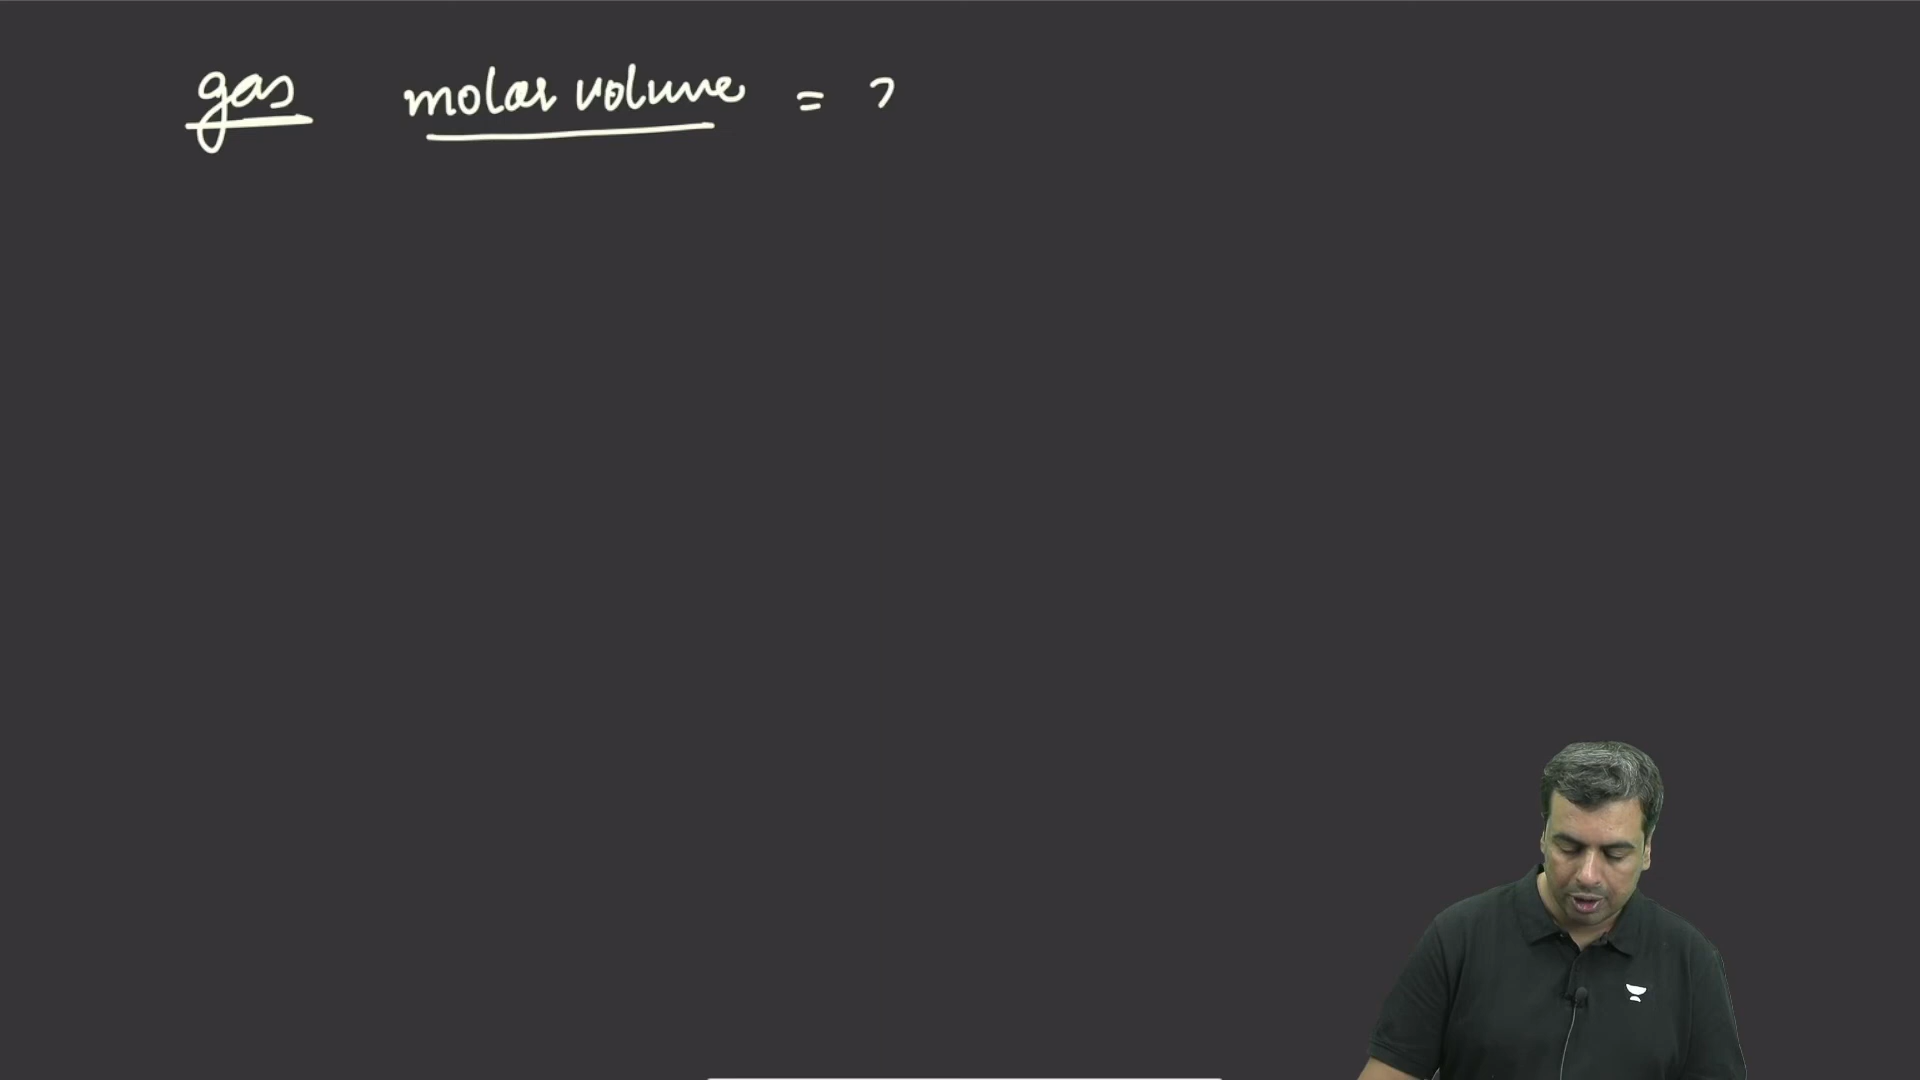 gas molar volume = ?